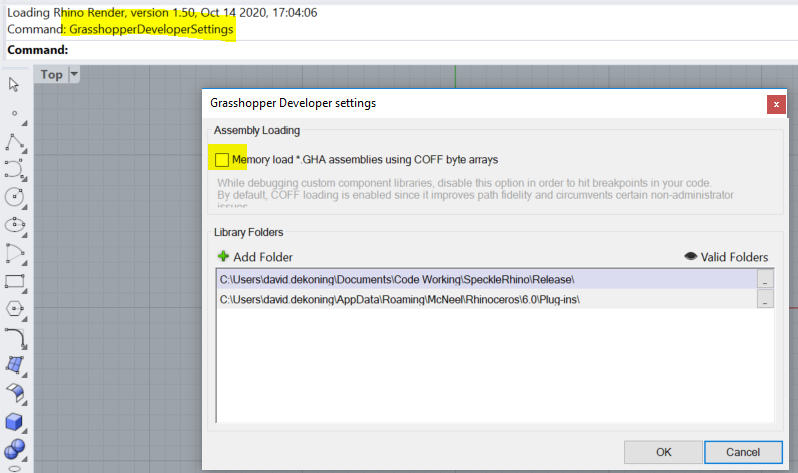 Loading Rhino Render, version 1.50, Oct 14 2020, 17:04:06
Command: GrasshopperDeveloperSettings
Command:
Top
Grasshopper Developer settings
x
Assembly Loading
Memory load *.GHA assemblies using COFF byte arrays
While debugging custom component libraries, disable this option in order to hit breakpoints in your code.
By default, COFF loading is enabled since it improves path fidelity and circumvents certain non-administrator
issues
Library Folders
Add Folder
Valid Folders
C:\Users\david.dekoning\Documents\Code Working\SpeckleRhino\Release\
...
C:\Users\david.dekoning\AppData\Roaming\McNeel\Rhinoceros\6.0\Plug-ins\
...
OK
Cancel